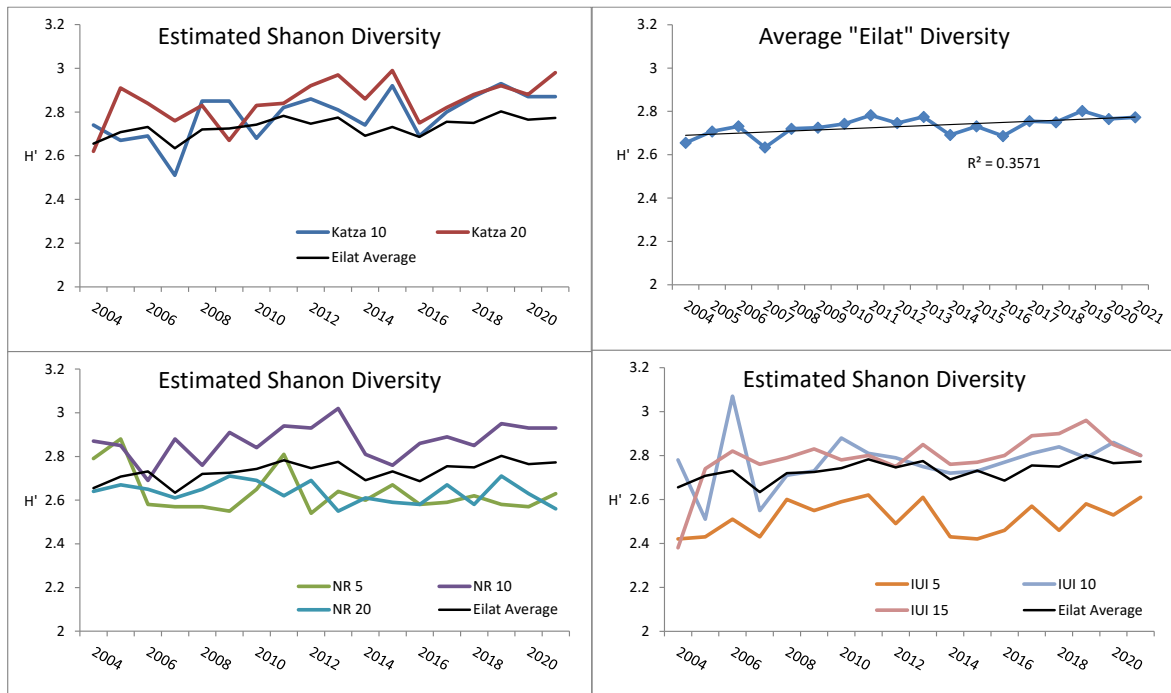 Estimated Shanon Diversity
3.2
3
2.8
2.6
2.4
2.2
2
H'
Katza 10 Katza 20
Eilat Average
2004 2006 2008 2010 2012 2014 2016 2018 2020
Average "Eilat" Diversity
3.2
3
2.8
2.6
2.4
2.2
2
H'
R² = 0.3571
2004 2005 2006 2007 2008 2009 2010 2011 2012 2013 2014 2015 2016 2017 2018 2019 2020 2021
Estimated Shanon Diversity
3.2
3
2.8
2.6
2.4
2.2
2
H'
NR 5 NR 10
NR 20 Eilat Average
2004 2006 2008 2010 2012 2014 2016 2018 2020
Estimated Shanon Diversity
3.2
3
2.8
2.6
2.4
2.2
2
H'
IUI 5 IUI 10
IUI 15 Eilat Average
2004 2006 2008 2010 2012 2014 2016 2018 2020